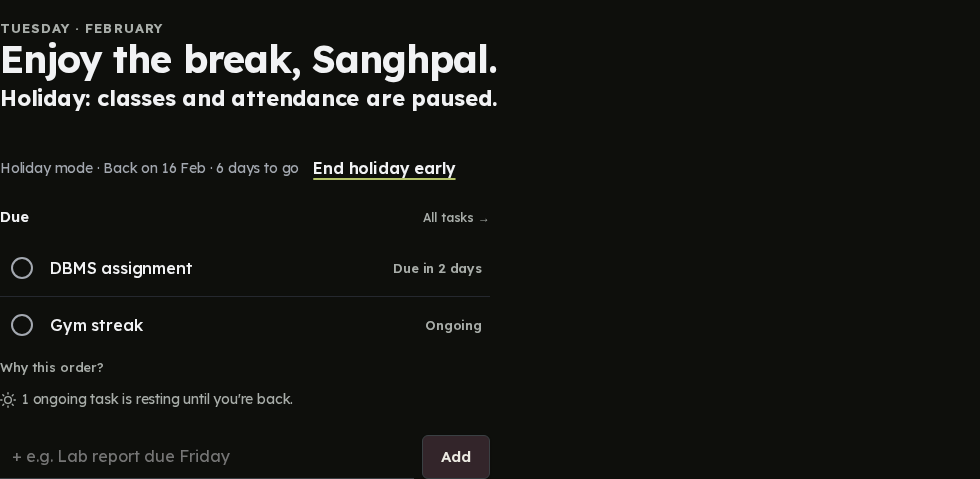 TUESDAY · FEBRUARY
Enjoy the break, Sanghpal.
Holiday: classes and attendance are paused.
Holiday mode · Back on 16 Feb · 6 days to go End holiday early
Due All tasks →
DBMS assignment Due in 2 days
Gym streak Ongoing
Why this order?
1 ongoing task is resting until you're back.
+ e.g. Lab report due Friday Add